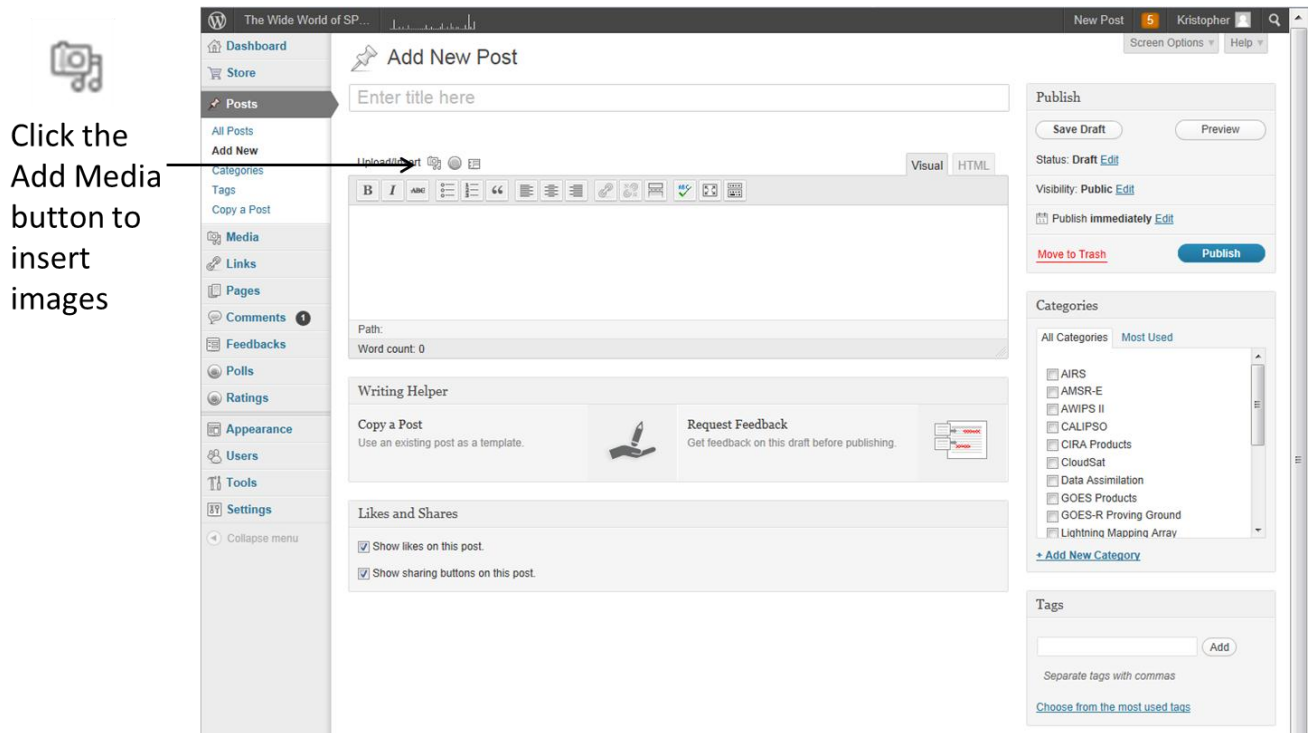 The Wide World of SP...
New Post 5 Kristopher
Click the
Add Media
button to
insert
images
Dashboard
Store
Posts
All Posts
Add New
Categories
Tags
Copy a Post
Media
Links
Pages
Comments 1
Feedbacks
Polls
Ratings
Appearance
Users
Tools
Settings
Collapse menu
Screen Options Help
Add New Post
Enter title here
Upload/Insert
Visual HTML
B I ABC
ABC
Path:
Word count: 0
Writing Helper
Copy a Post
Use an existing post as a template.
Request Feedback
Get feedback on this draft before publishing.
Likes and Shares
Show likes on this post.
Show sharing buttons on this post.
Publish
Save Draft Preview
Status: Draft Edit
Visibility: Public Edit
Publish immediately Edit
Move to Trash Publish
Categories
All Categories Most Used
AIRS
AMSR-E
AWIPS II
CALIPSO
CIRA Products
CloudSat
Data Assimilation
GOES Products
GOES-R Proving Ground
Lightning Mapping Array
+ Add New Category
Tags
Add
Separate tags with commas
Choose from the most used tags